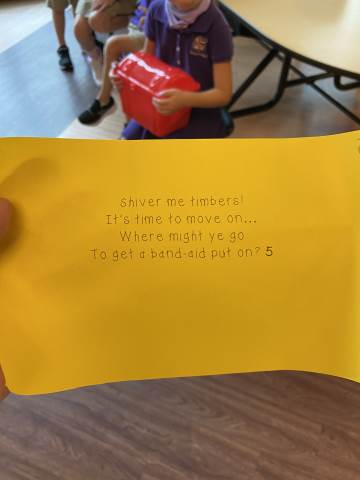 Shiver me timbers!
It's time to move on...
Where might ye go
To get a band-aid put on? 5